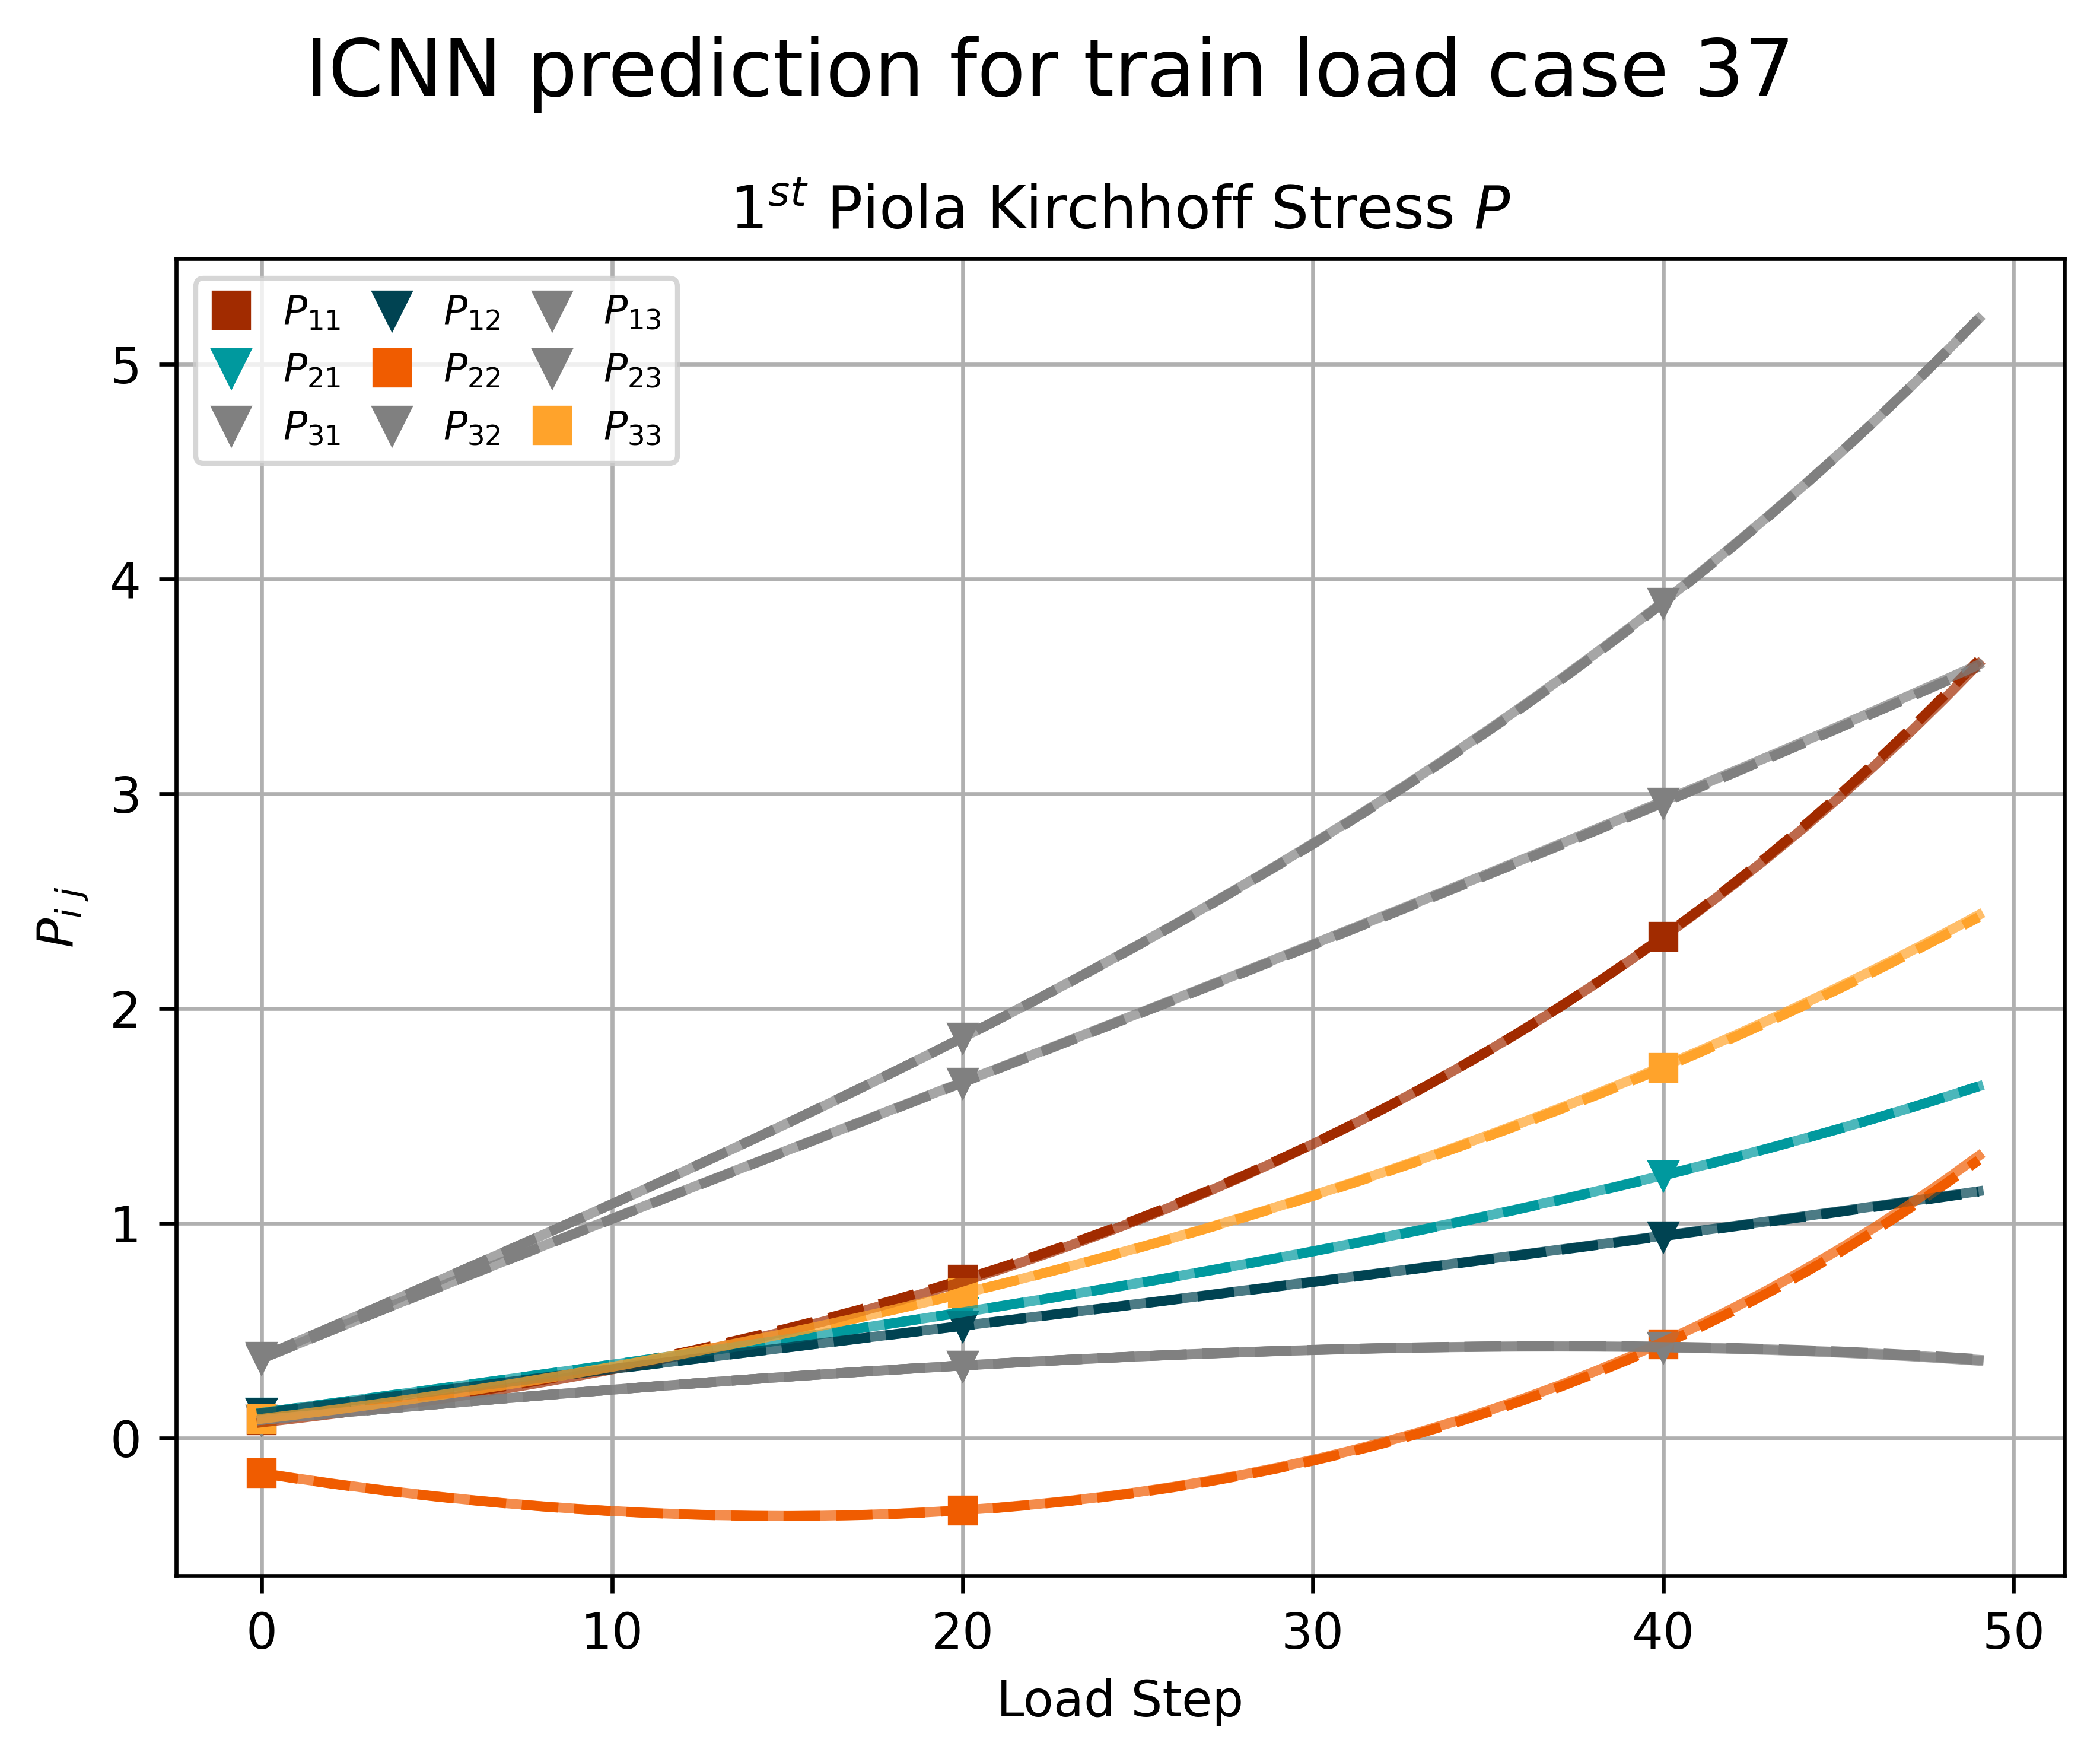 ICNN prediction for train load case 37
1st Piola Kirchhoff Stress P
P11 P12 P13
P21 P22 P23
P31 P32 P33
5
4
3
2
1
0
Pi j
0 10 20 30 40 50
Load Step